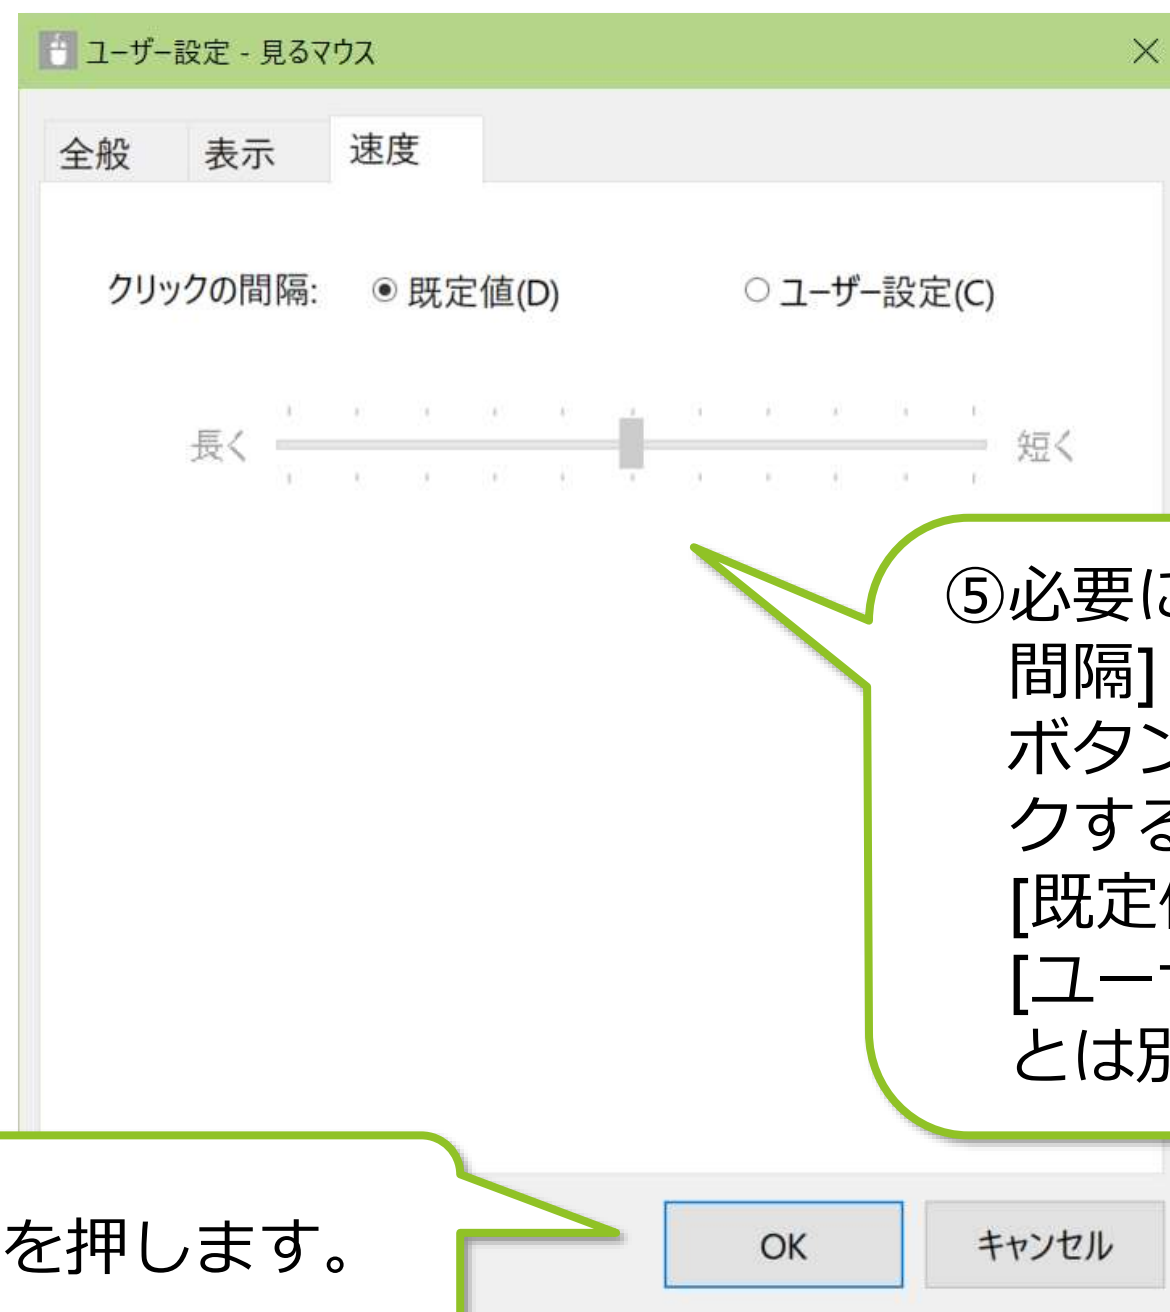 ユーザー設定 - 見るマウス
全般 表示 速度
クリックの間隔: 既定値(D) ユーザー設定(C)
長く 短く
⑤必要に
間隔]
ボタン
クする
[既定値
[ユーザ
とは別
を押します。
OK キャンセル